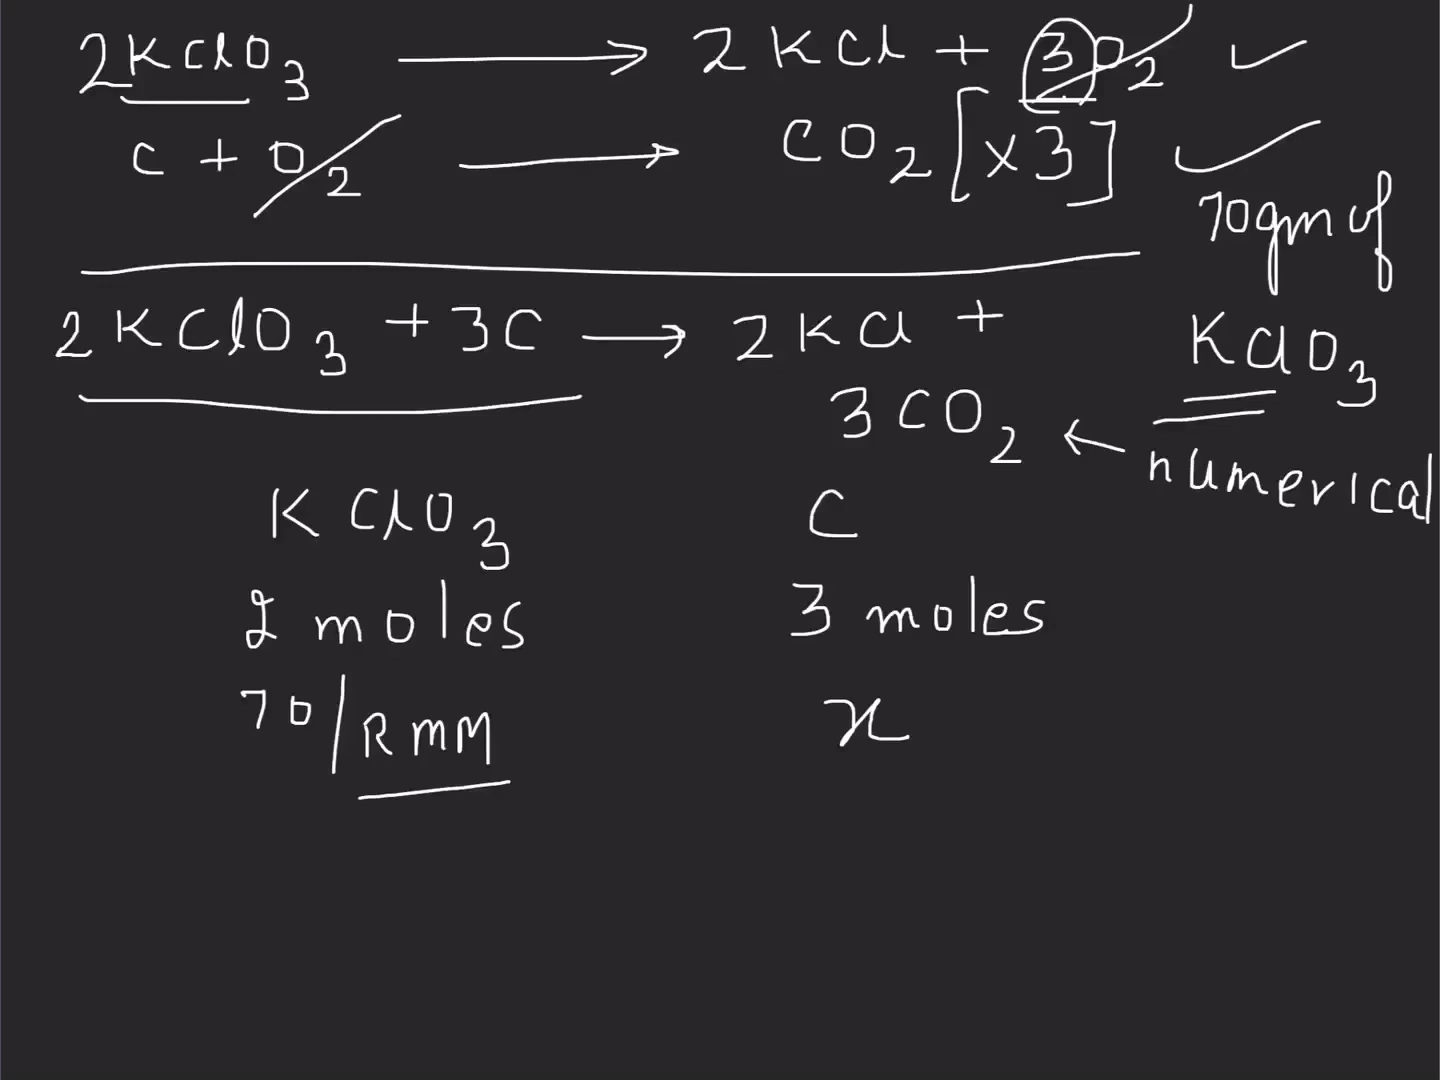 2KClO3 ⟶ 2KCl + 3O2 ✓
C + O2 ⟶ CO2 [×3] ✓
70gm of
KClO3
2KClO3 + 3C ⟶ 2KCl +
3CO2 ← numerical
KClO3 C
2 moles 3 moles
70/RMM x